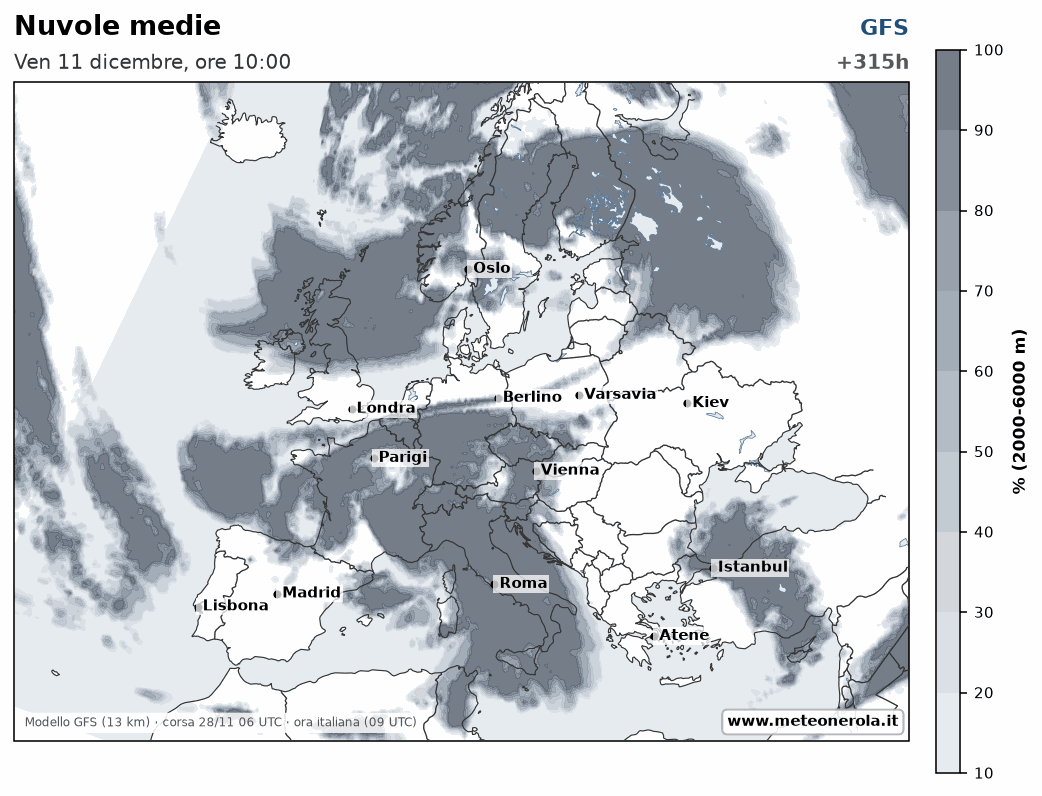 Nuvole medie
GFS
Ven 11 dicembre, ore 10:00
+315h
100
90
80
70
60
50
40
30
20
10
% (2000-6000 m)
Oslo
Londra
Berlino
Varsavia
Kiev
Parigi
Vienna
Istanbul
Roma
Madrid
Lisbona
Atene
Modello GFS (13 km) · corsa 28/11 06 UTC · ora italiana (09 UTC)
www.meteonerola.it